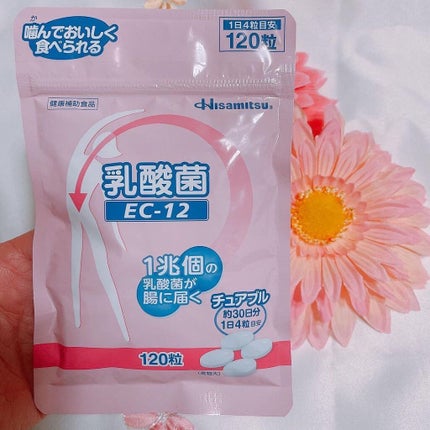 か
噛んでおいしく
食べられる
1日4粒目安
120粒
健康補助食品
Hisamitsu®
乳酸菌
EC-12
1兆個の
乳酸菌が
腸に届く
チュアブル
約30日分
1日4粒目安
120粒